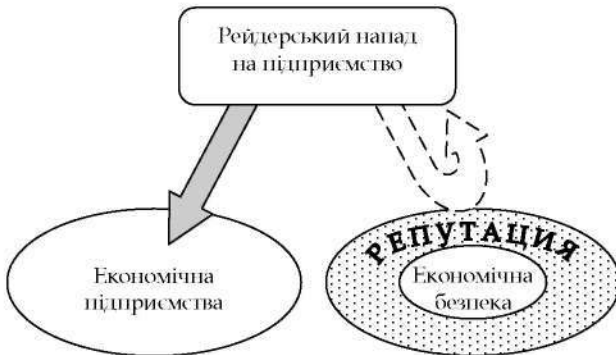 Рейдерський напад
на підприємство
РЕПУТАЦИЯ
Економічна
підприємства
Економічна
безпека